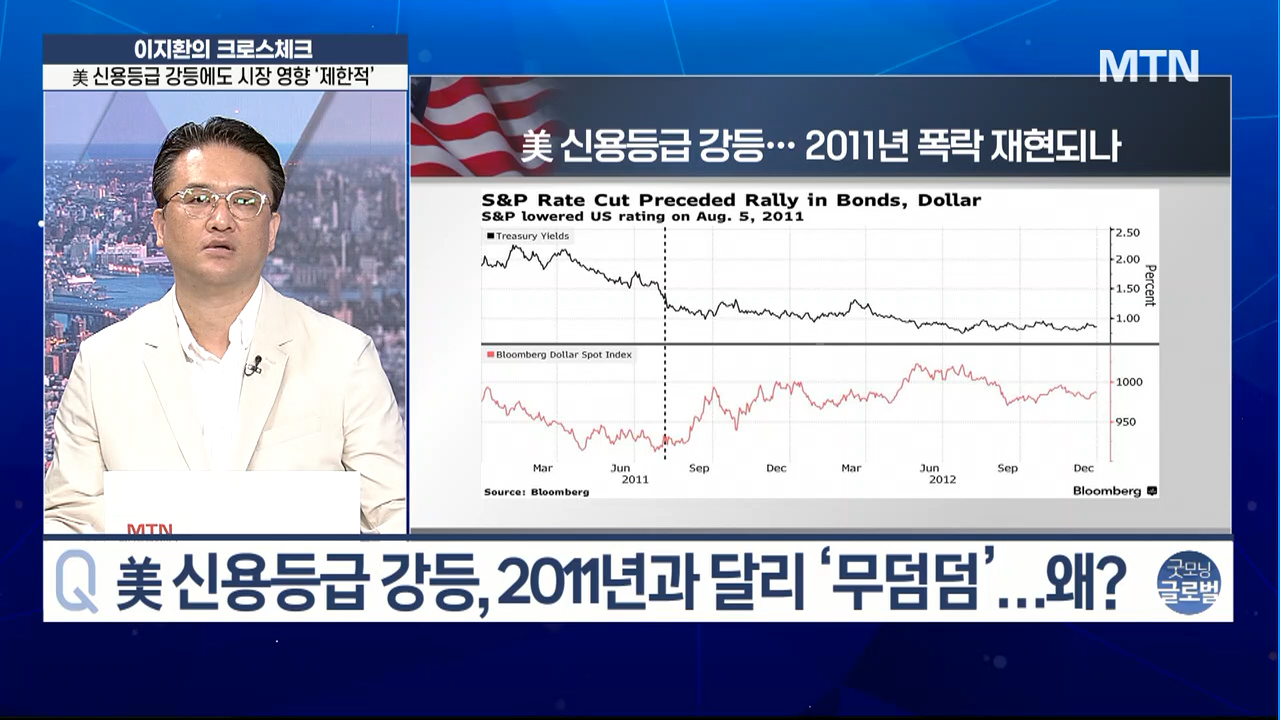 이지환의 크로스체크
美 신용등급 강등에도 시장 영향 ‘제한적’
MTN
美 신용등급 강등… 2011년 폭락 재현되나
S&P Rate Cut Preceded Rally in Bonds, Dollar
S&P lowered US rating on Aug. 5, 2011
Treasury Yields
2.50
2.00
1.50
1.00
Percent
Bloomberg Dollar Spot Index
1000
950
Mar Jun Sep Dec Mar Jun Sep Dec
2011 2012
Source: Bloomberg
Bloomberg
MTN
Q 美 신용등급 강등, 2011년과 달리 ‘무덤덤’…왜?
굿모닝
글로벌